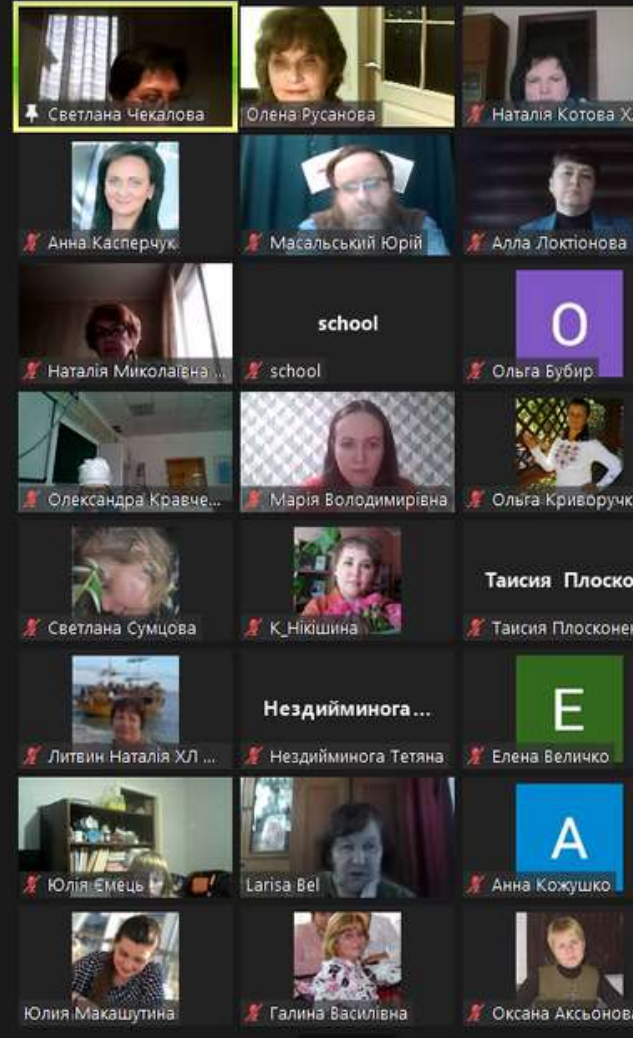 Светлана Чекалова
Олена Русанова
Наталія Котова Х
Анна Касперчук
Масальський Юрій
Алла Локтіонова
Наталія Миколаївна ...
school
school
O
Ольга Бубир
Олександра Кравче...
Марія Володимирівна
Ольга Криворучк
Светлана Сумцова
К_Нікішина
Таисия Плоско
Таисия Плосконе
Литвин Наталія ХЛ ...
Нездийминога...
Нездийминога Тетяна
Е
Елена Величко
Юлія Ємець
Larisa Bel
А
Анна Кожушко
Юлия Макашутина
Галина Василівна
Оксана Аксьонова